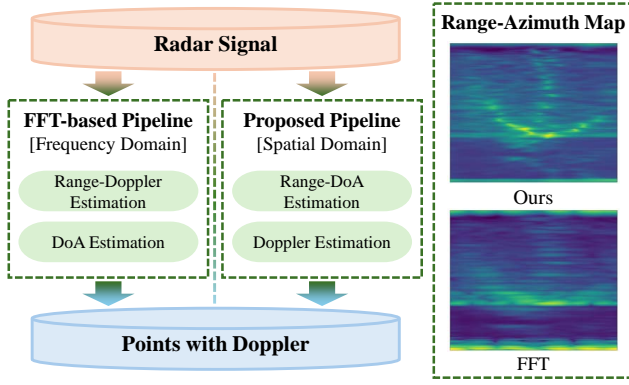 Radar Signal
FFT-based Pipeline
[Frequency Domain]
Range-Doppler
Estimation
DoA Estimation
Proposed Pipeline
[Spatial Domain]
Range-DoA
Estimation
Doppler Estimation
Points with Doppler
Range-Azimuth Map
Ours
FFT